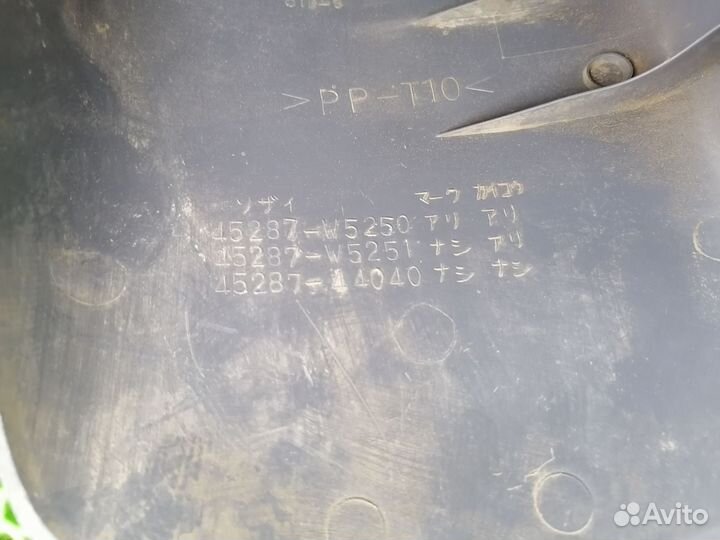 >PP-T10<
ソザイ マーク カイコウ
45287-W5250 アリ アリ
45287-W5251 ナシ アリ
45287-44040 ナシ ナシ
Avito